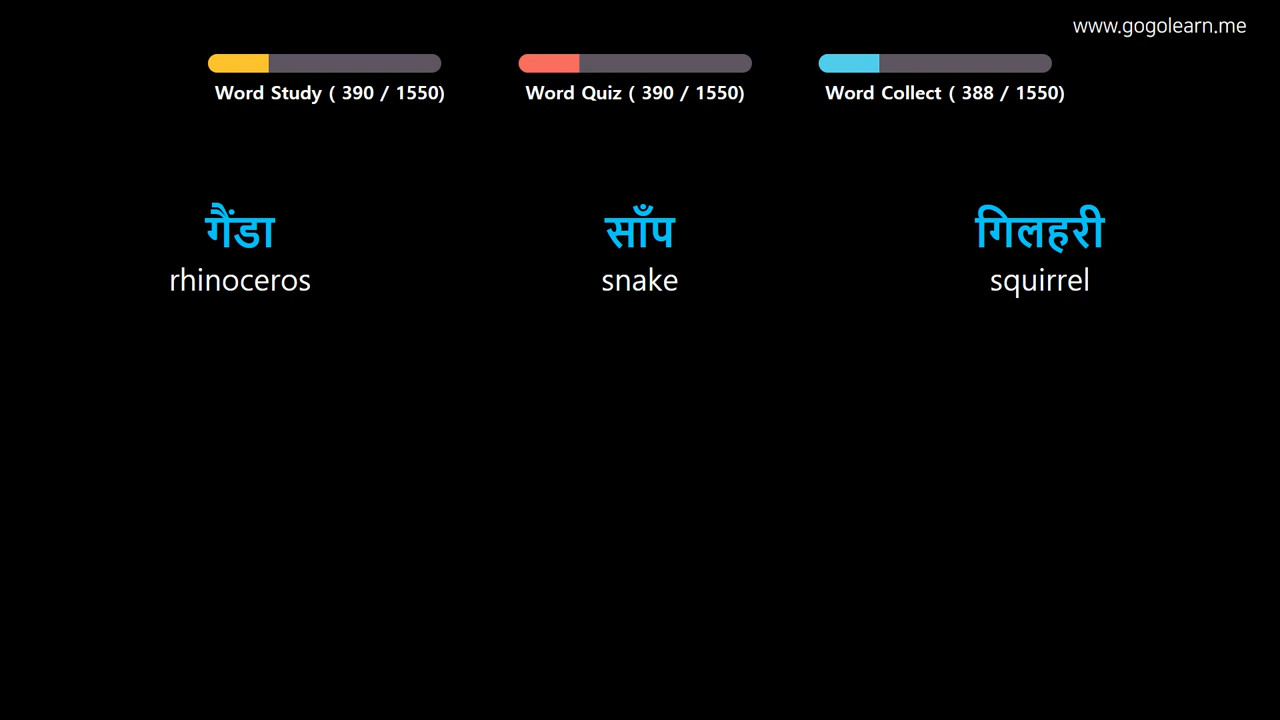 www.gogolearn.me
Word Study ( 390 / 1550)
Word Quiz ( 390 / 1550)
Word Collect ( 388 / 1550)
गैंडा
rhinoceros
साँप
snake
गिलहरी
squirrel